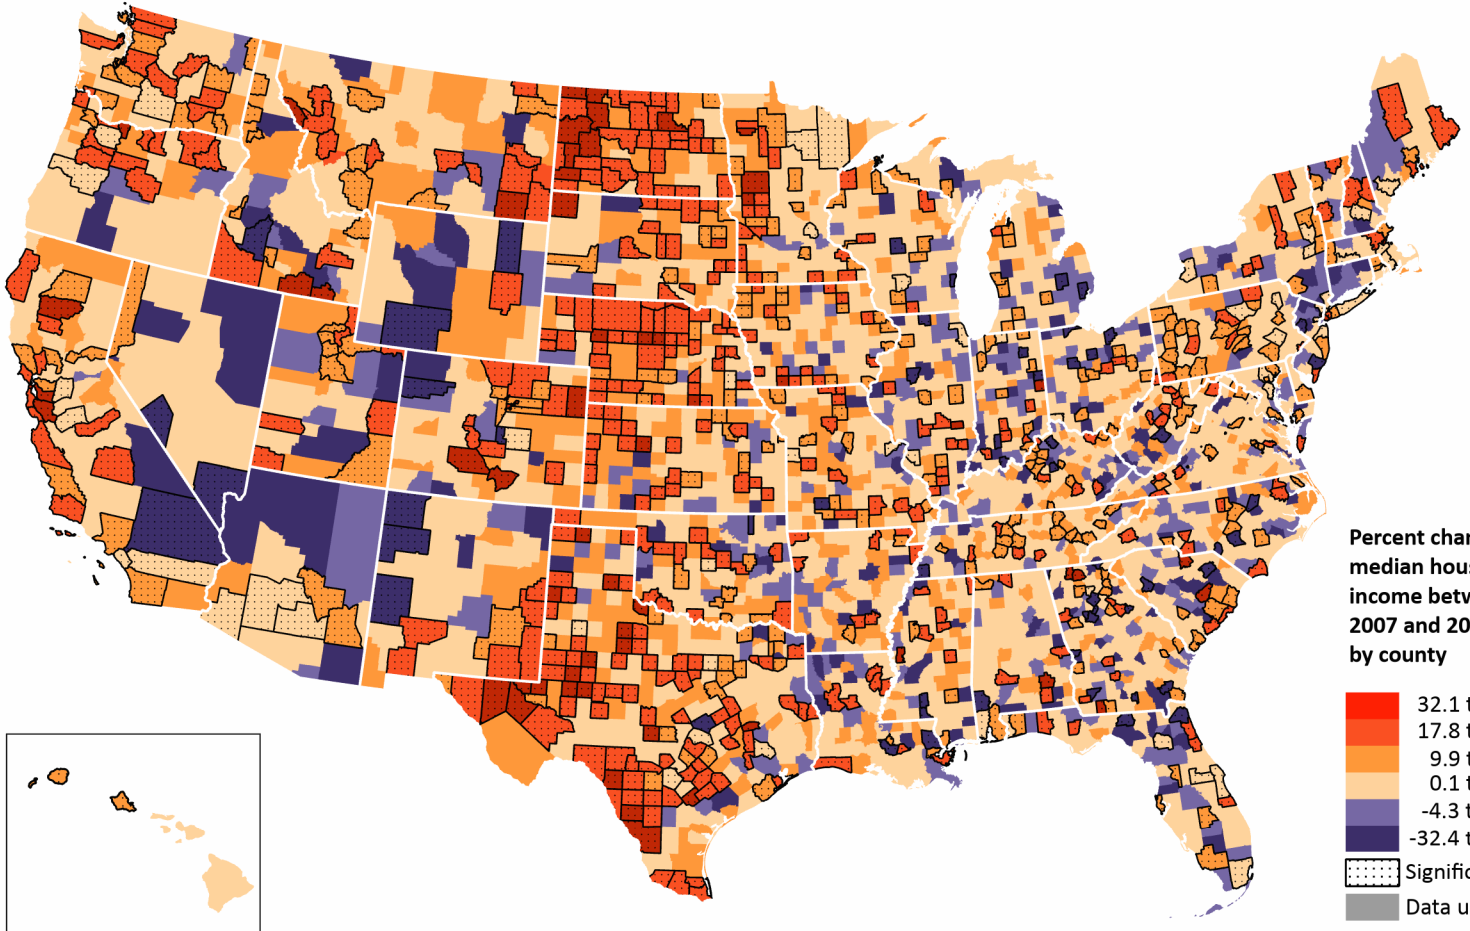 Percent char
median hous
income betw
2007 and 20
by county
32.1 t
17.8 t
9.9 t
0.1 t
-4.3 t
-32.4 t
Signific
Data u